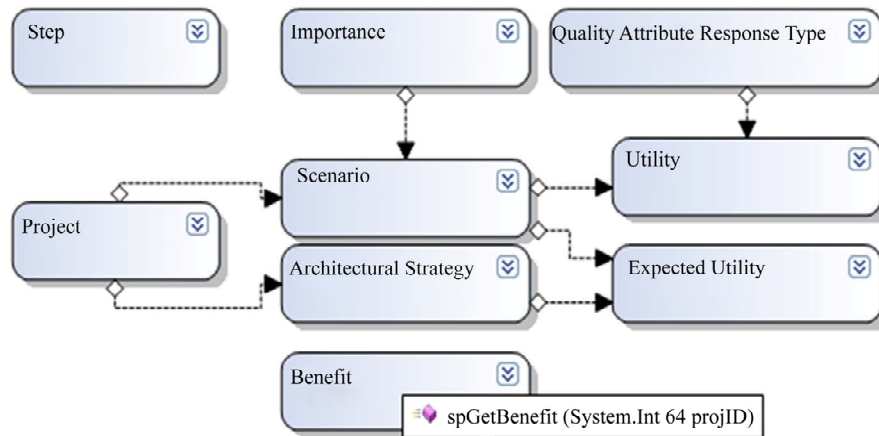 Step
Importance
Quality Attribute Response Type
Scenario
Utility
Project
Architectural Strategy
Expected Utility
Benefit
spGetBenefit (System.Int 64 projID)